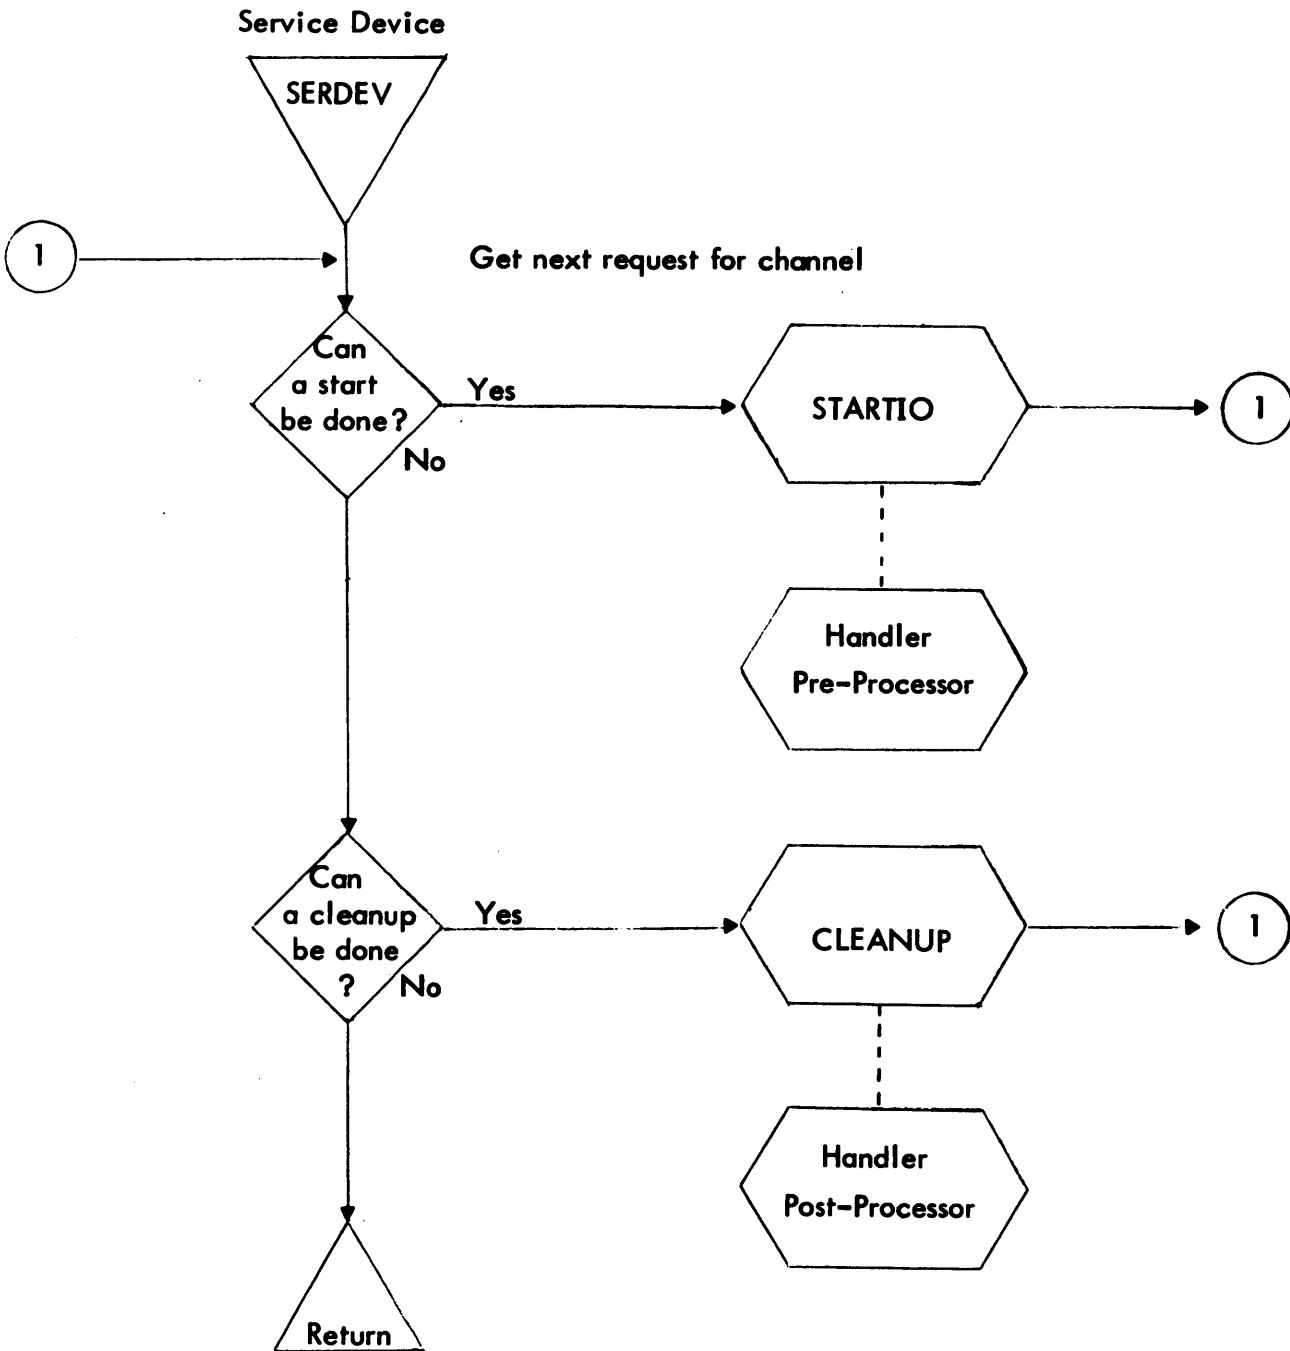 Service Device
SERDEV
1
Get next request for channel
Can
a start
be done?
Yes
No
STARTIO
1
Handler
Pre-Processor
Can
a cleanup
be done
?
Yes
No
CLEANUP
1
Handler
Post-Processor
Return